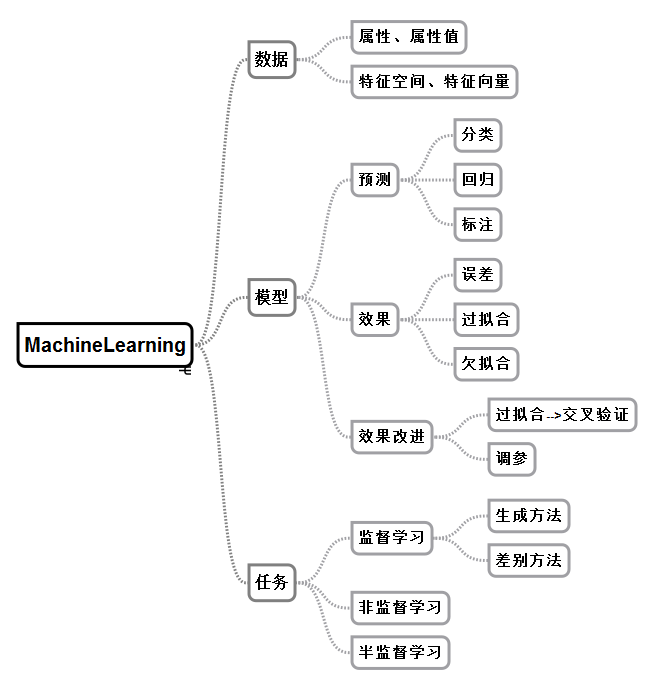 MachineLearning
数据
属性、属性值
特征空间、特征向量
模型
预测
分类
回归
标注
效果
误差
过拟合
欠拟合
效果改进
过拟合-->交叉验证
调参
任务
监督学习
生成方法
差别方法
非监督学习
半监督学习